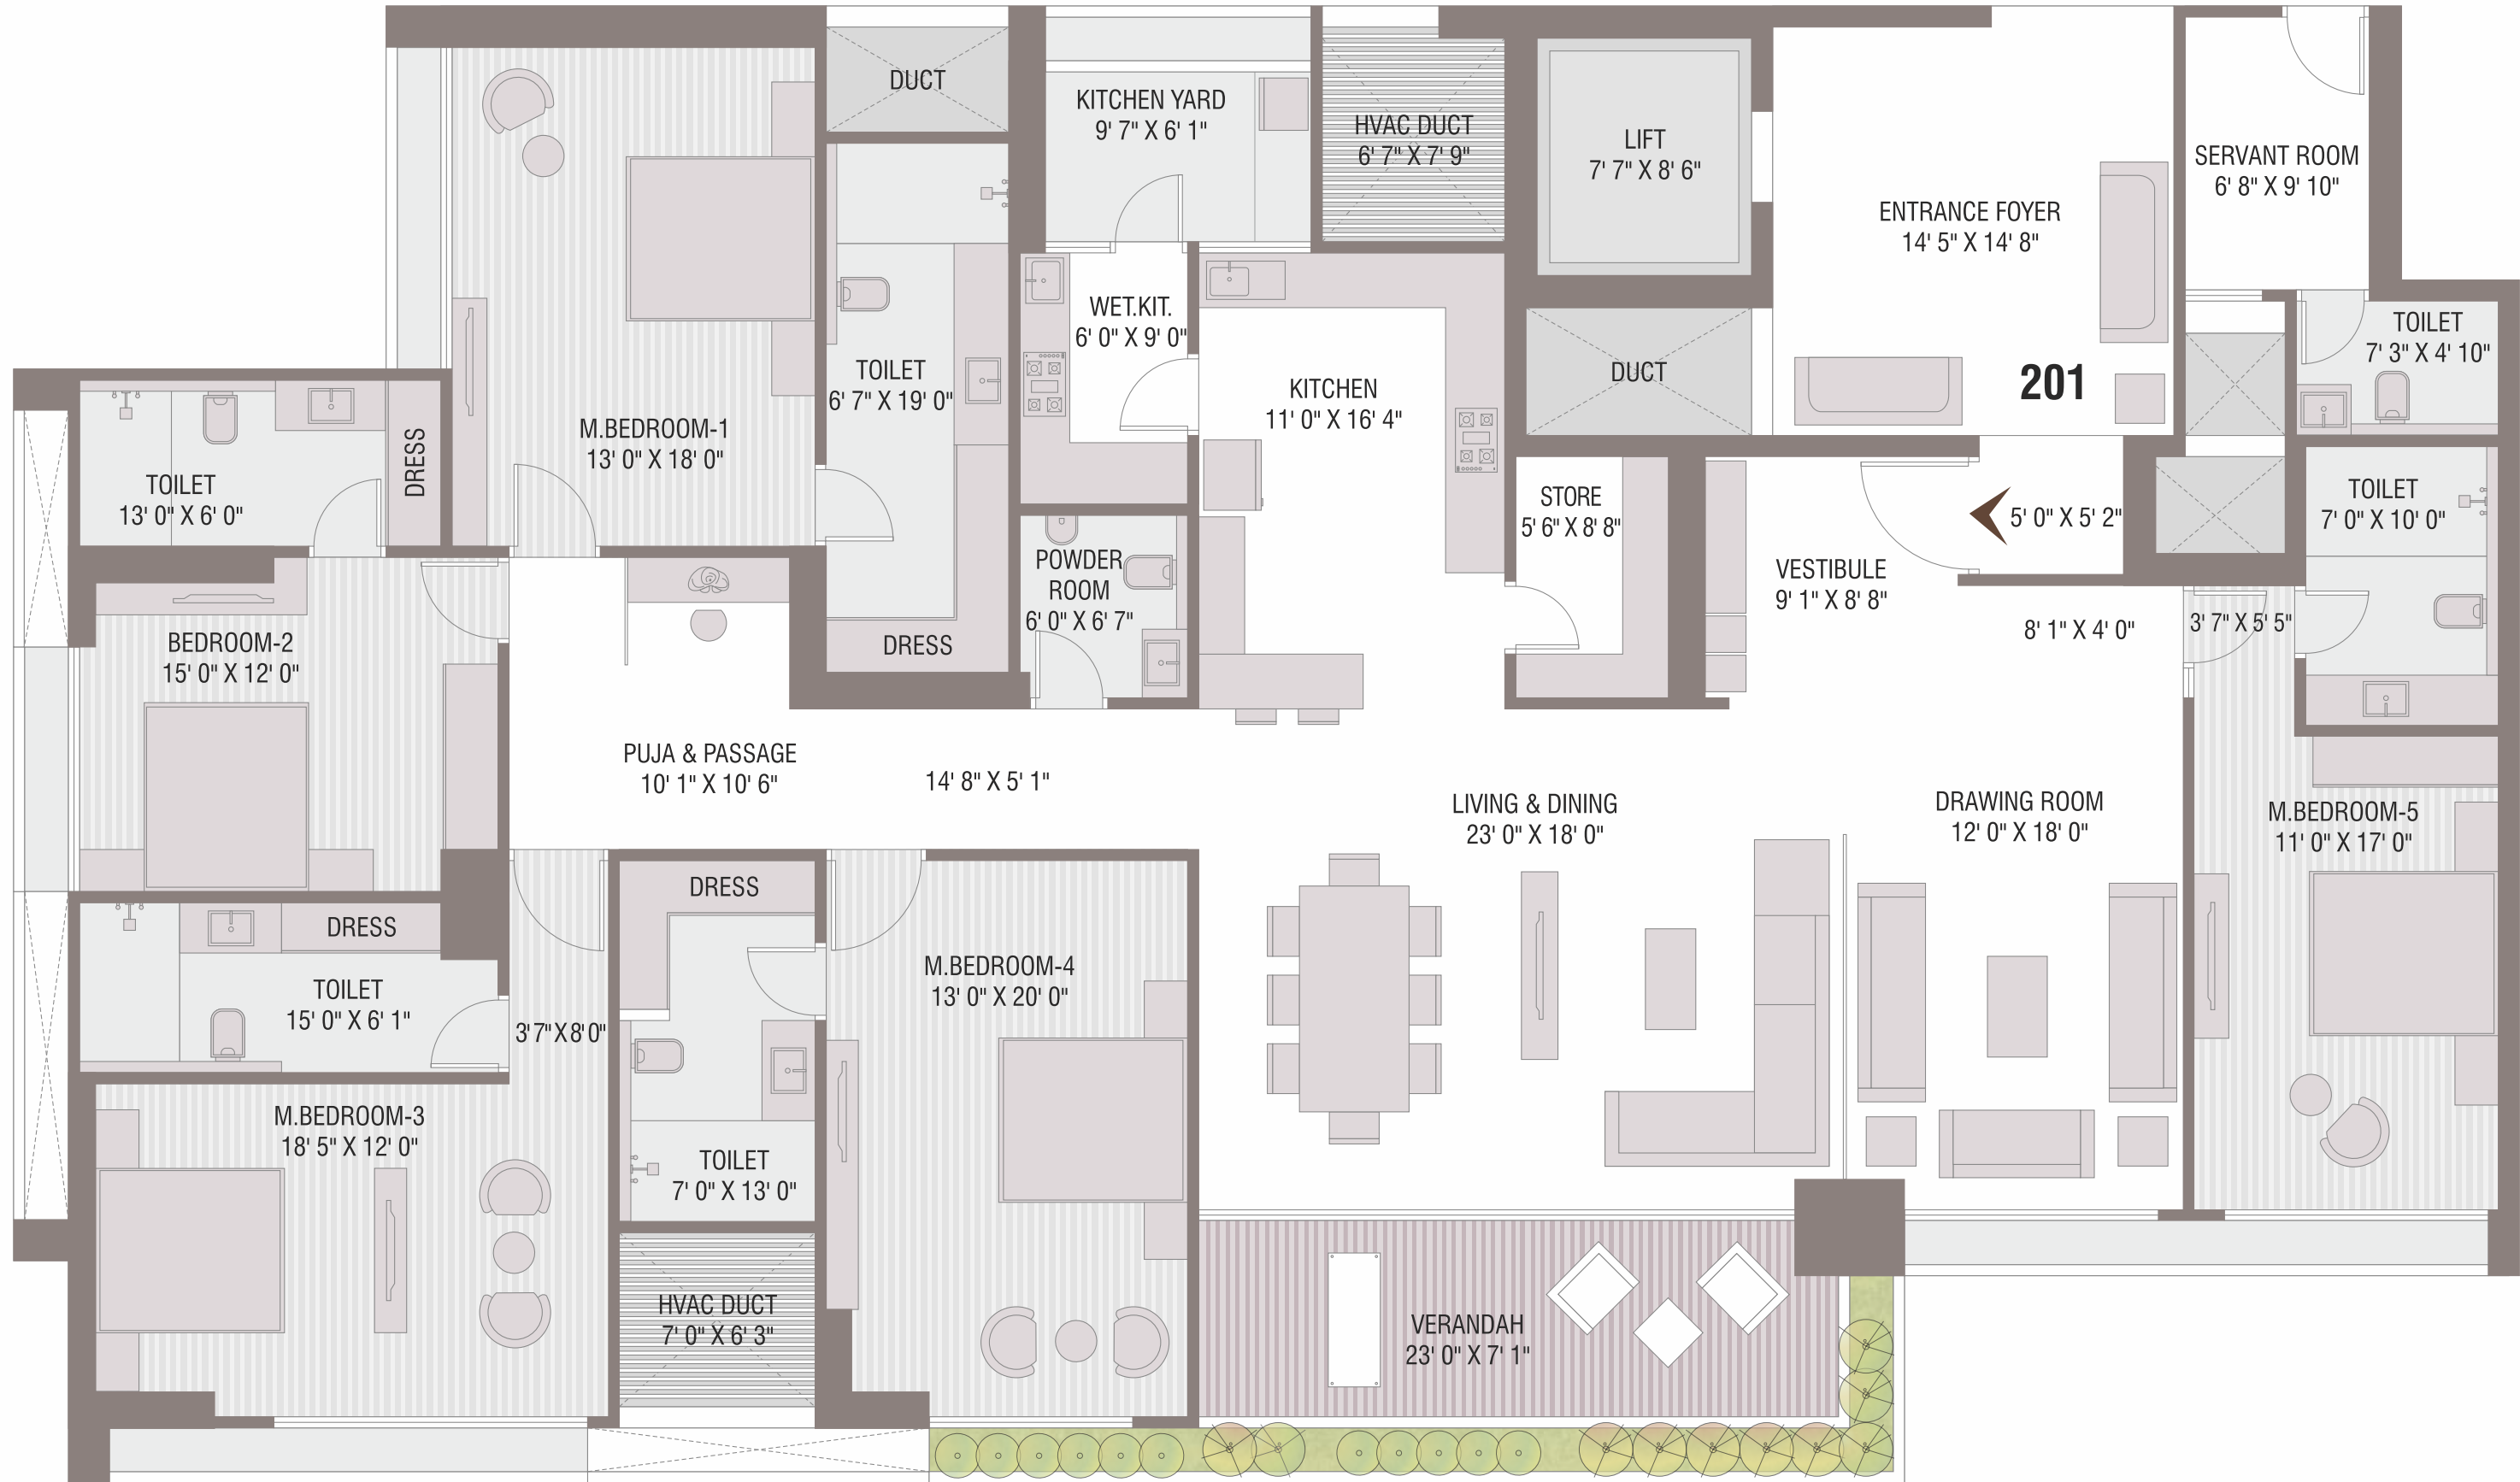 DUCT
KITCHEN YARD
9' 7" X 6' 1"
HVAC DUCT
6' 7" X 7' 9"
LIFT
7' 7" X 8' 6"
ENTRANCE FOYER
14' 5" X 14' 8"
SERVANT ROOM
6' 8" X 9' 10"
M.BEDROOM-1
13' 0" X 18' 0"
TOILET
6' 7" X 19' 0"
WET.KIT.
6' 0" X 9' 0"
KITCHEN
11' 0" X 16' 4"
DUCT
201
TOILET
7' 3" X 4' 10"
TOILET
13' 0" X 6' 0"
DRESS
STORE
5' 6" X 8' 8"
5' 0" X 5' 2"
TOILET
7' 0" X 10' 0"
POWDER
ROOM
6' 0" X 6' 7"
VESTIBULE
9' 1" X 8' 8"
8' 1" X 4' 0"
3' 7" X 5' 5"
BEDROOM-2
15' 0" X 12' 0"
DRESS
PUJA & PASSAGE
10' 1" X 10' 6"
14' 8" X 5' 1"
LIVING & DINING
23' 0" X 18' 0"
DRAWING ROOM
12' 0" X 18' 0"
M.BEDROOM-5
11' 0" X 17' 0"
DRESS
DRESS
TOILET
15' 0" X 6' 1"
3' 7" X 8' 0"
M.BEDROOM-4
13' 0" X 20' 0"
M.BEDROOM-3
18' 5" X 12' 0"
TOILET
7' 0" X 13' 0"
HVAC DUCT
7' 0" X 6' 3"
VERANDAH
23' 0" X 7' 1"